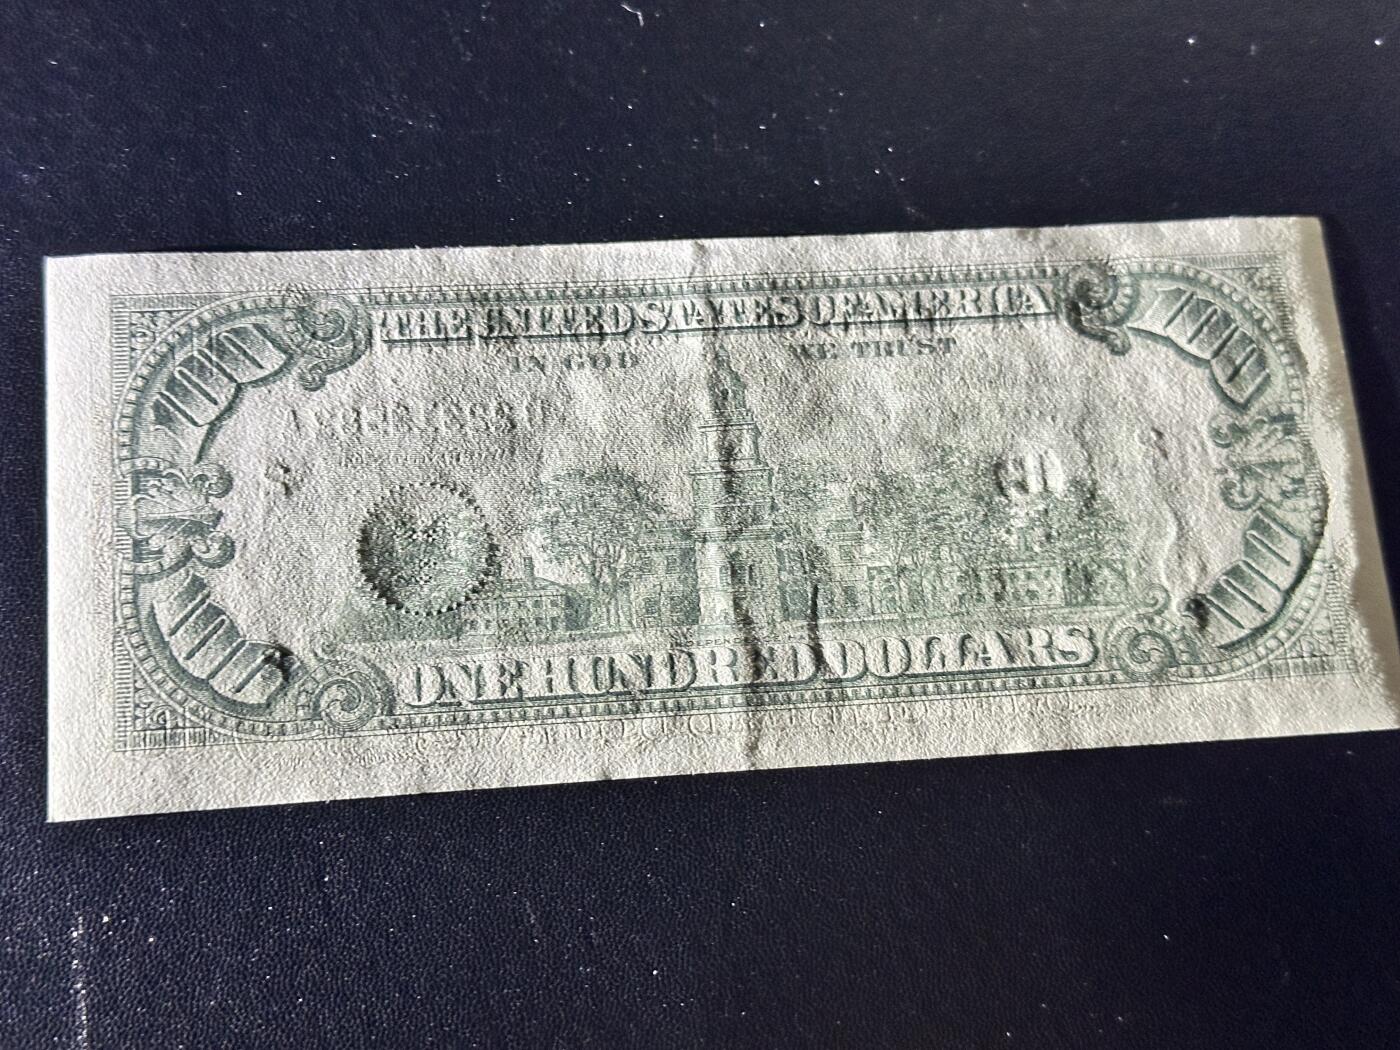 100 THE UNITED STATES OF AMERICA 100
IN GOD WE TRUST
100 ONE HUNDRED DOLLARS 100